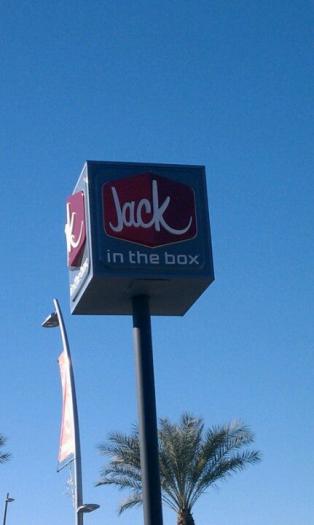 Jack
in the box